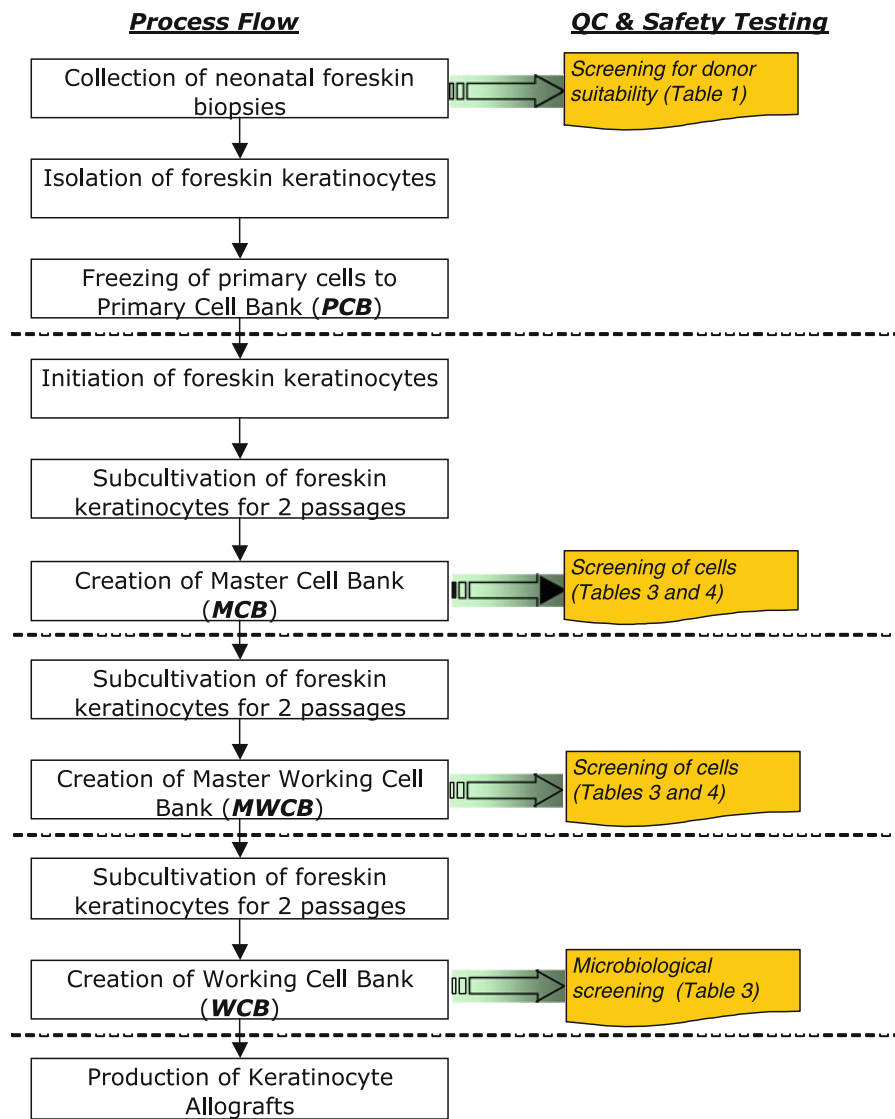 Process Flow
QC & Safety Testing
Collection of neonatal foreskin
biopsies
Screening for donor
suitability (Table 1)
Isolation of foreskin keratinocytes
Freezing of primary cells to
Primary Cell Bank (PCB)
Initiation of foreskin keratinocytes
Subcultivation of foreskin
keratinocytes for 2 passages
Creation of Master Cell Bank
(MCB)
Screening of cells
(Tables 3 and 4)
Subcultivation of foreskin
keratinocytes for 2 passages
Creation of Master Working Cell
Bank (MWCB)
Screening of cells
(Tables 3 and 4)
Subcultivation of foreskin
keratinocytes for 2 passages
Creation of Working Cell Bank
(WCB)
Microbiological
screening (Table 3)
Production of Keratinocyte
Allografts